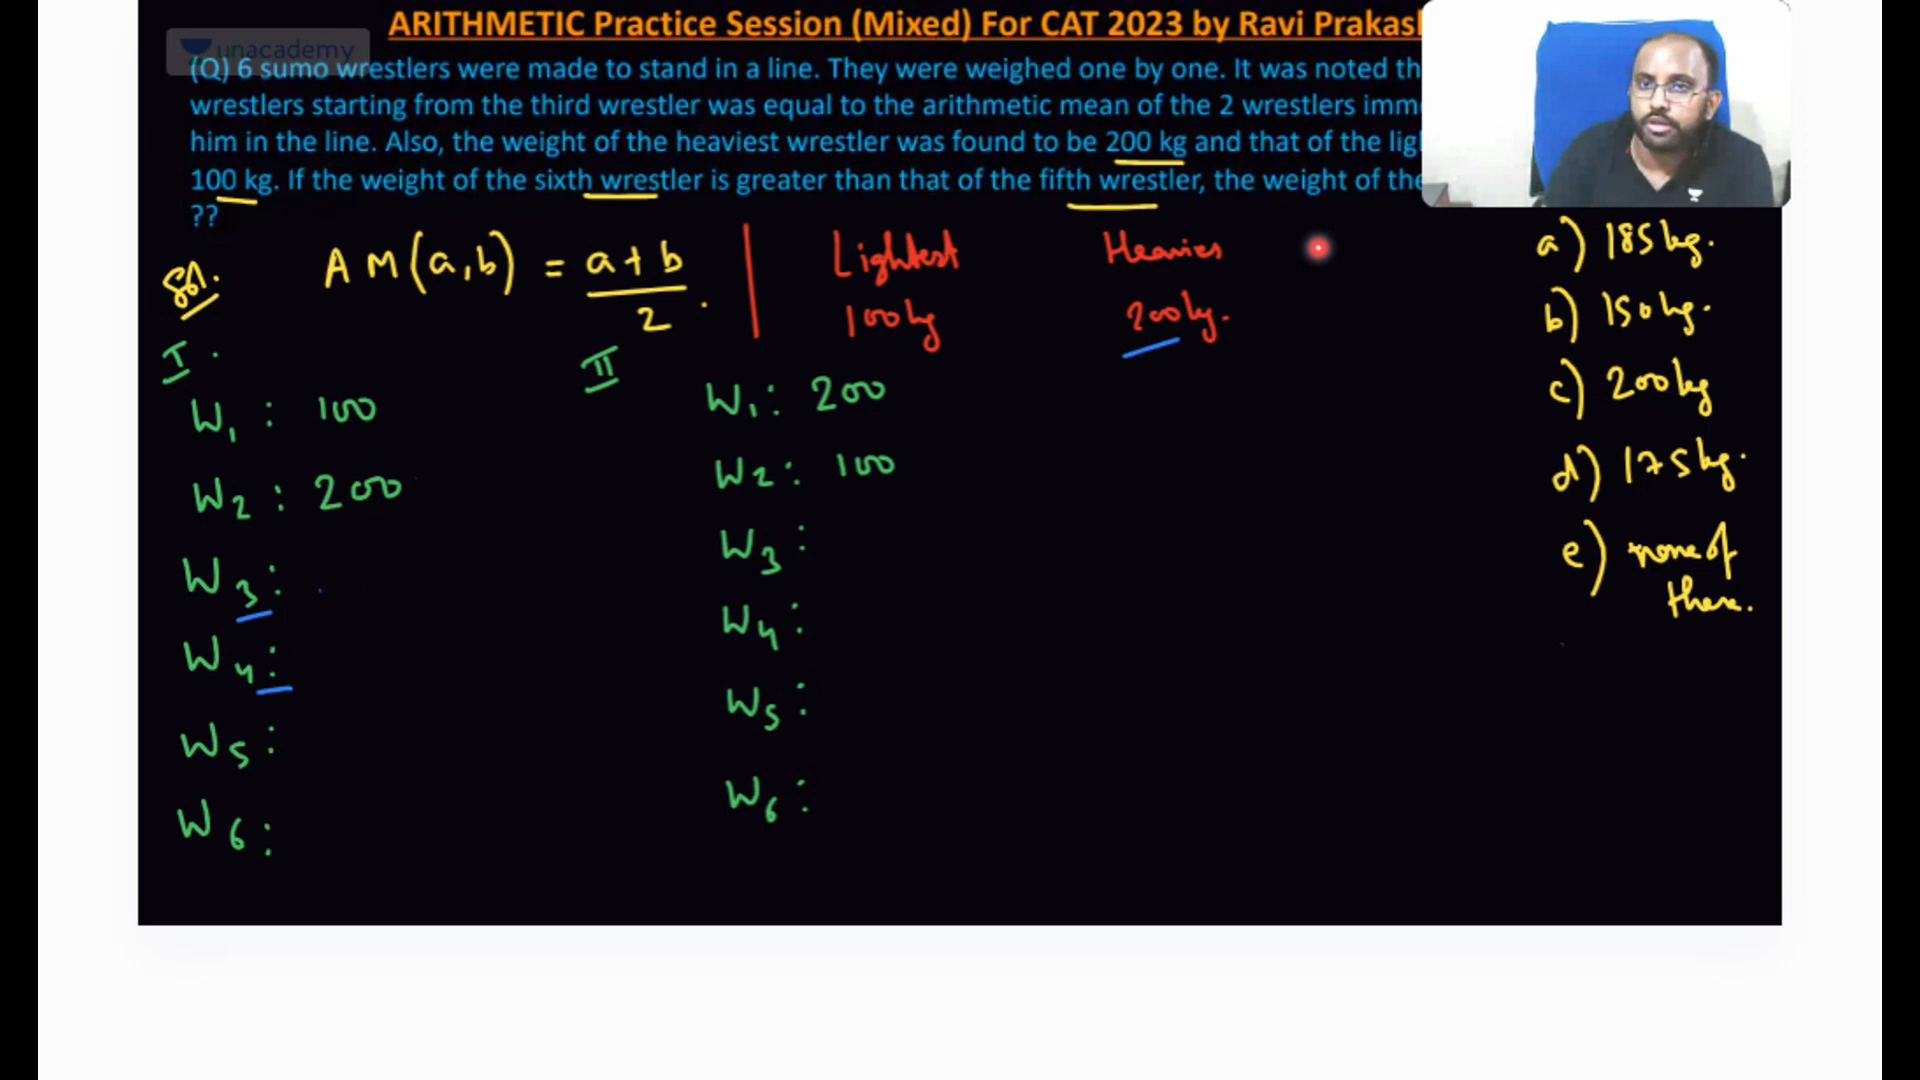 ARITHMETIC Practice Session (Mixed) For CAT 2023 by Ravi Prakash
unacademy
(Q) 6 sumo wrestlers were made to stand in a line. They were weighed one by one. It was noted th
wrestlers starting from the third wrestler was equal to the arithmetic mean of the 2 wrestlers imm
him in the line. Also, the weight of the heaviest wrestler was found to be 200 kg and that of the lig
100 kg. If the weight of the sixth wrestler is greater than that of the fifth wrestler, the weight of the
??
Sol.
AM(a,b) = a+b
2 .
Lightest
100kg
Heavies
200kg.
a) 185kg.
b) 150kg.
c) 200kg
d) 175kg.
e) none of
these.
I.
W1 : 100
W2 : 200
W3 :
W4 :
W5 :
W6 :
II
W1 : 200
W2 : 100
W3 :
W4 :
W5 :
W6 :